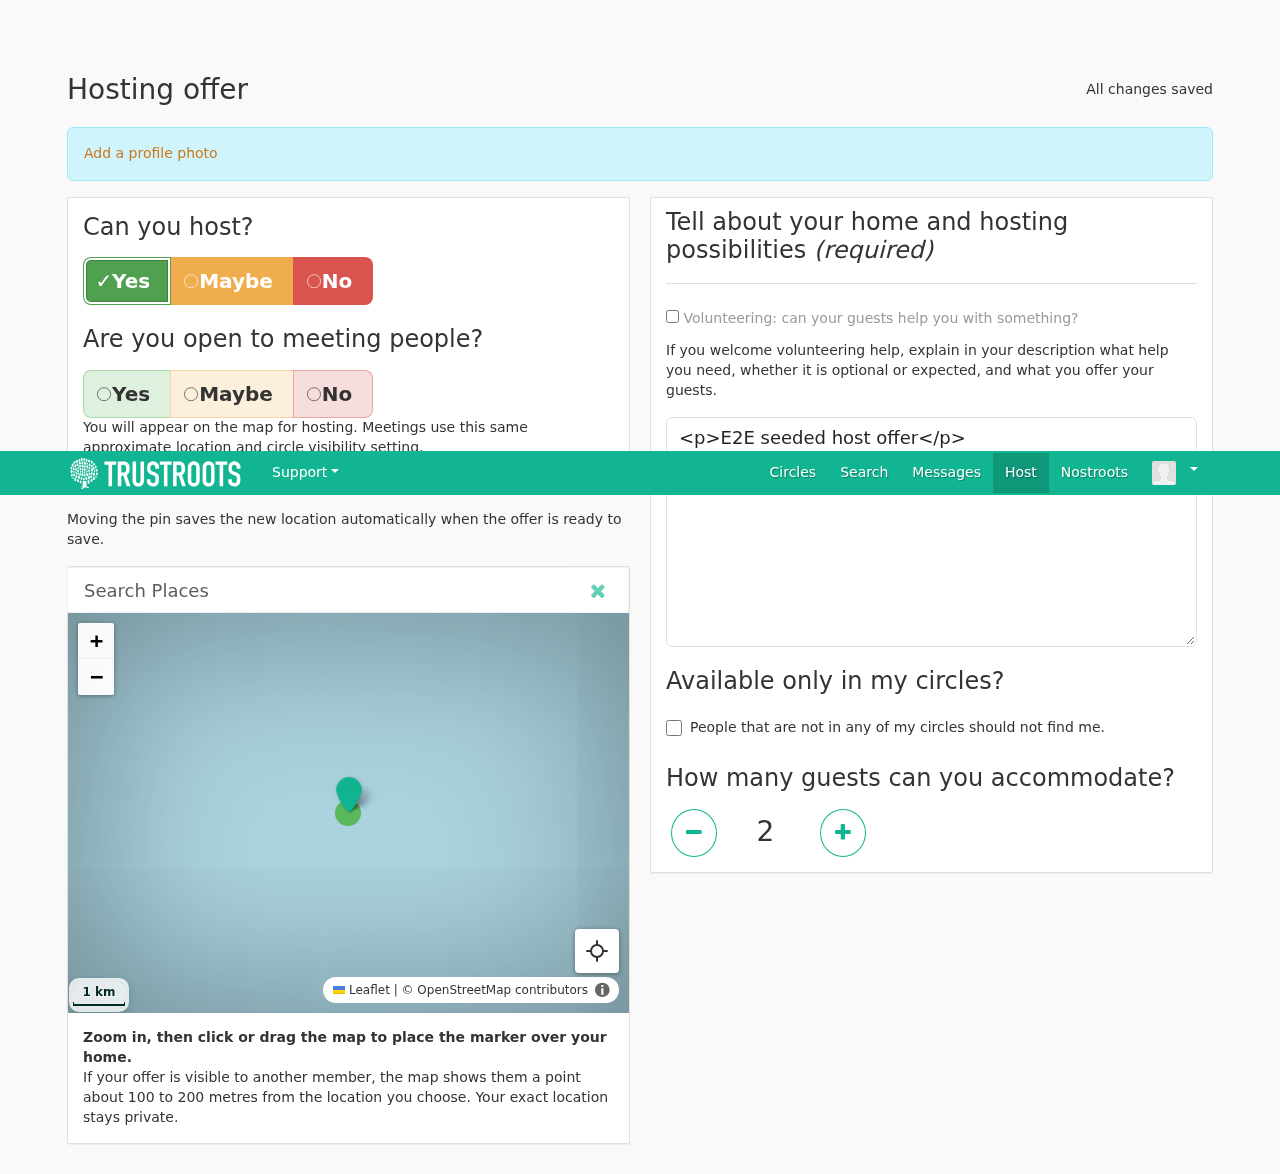 Hosting offer
All changes saved
Add a profile photo
Can you host?
✓Yes
Maybe
No
Are you open to meeting people?
Yes
Maybe
No
You will appear on the map for hosting. Meetings use this same
approximate location and circle visibility setting.
Tell about your home and hosting
possibilities (required)
Volunteering: can your guests help you with something?
If you welcome volunteering help, explain in your description what help
you need, whether it is optional or expected, and what you offer your
guests.
<p>E2E seeded host offer</p>
TRUSTROOTS
Support
Circles
Search
Messages
Host
Nostroots
Moving the pin saves the new location automatically when the offer is ready to
save.
Search Places
+
−
1 km
Leaflet | © OpenStreetMap contributors
Zoom in, then click or drag the map to place the marker over your
home.
If your offer is visible to another member, the map shows them a point
about 100 to 200 metres from the location you choose. Your exact location
stays private.
Available only in my circles?
People that are not in any of my circles should not find me.
How many guests can you accommodate?
2